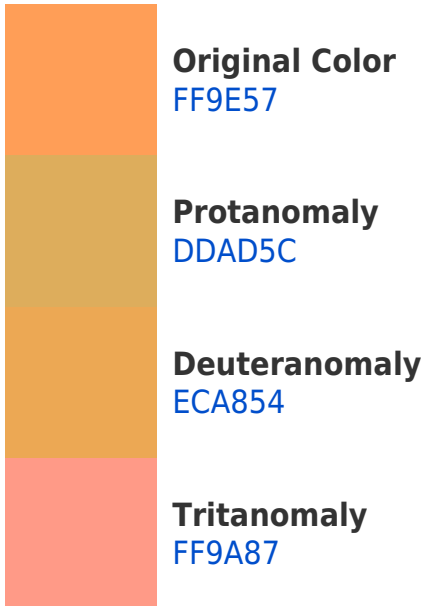 Original Color
FF9E57
Protanomaly
DDAD5C
Deuteranomaly
ECA854
Tritanomaly
FF9A87